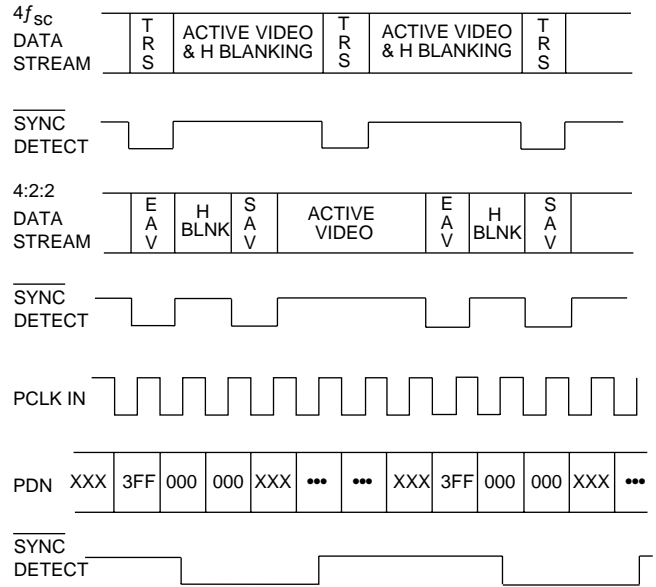 4fSC
DATA
STREAM
T
R
S
ACTIVE VIDEO
& H BLANKING
T
R
S
ACTIVE VIDEO
& H BLANKING
T
R
S
SYNC
DETECT
4:2:2
DATA
STREAM
E
A
V
H
BLNK
S
A
V
ACTIVE
VIDEO
E
A
V
H
BLNK
S
A
V
SYNC
DETECT
PCLK IN
PDN XXX 3FF 000 000 XXX ••• ••• XXX 3FF 000 000 XXX •••
SYNC
DETECT